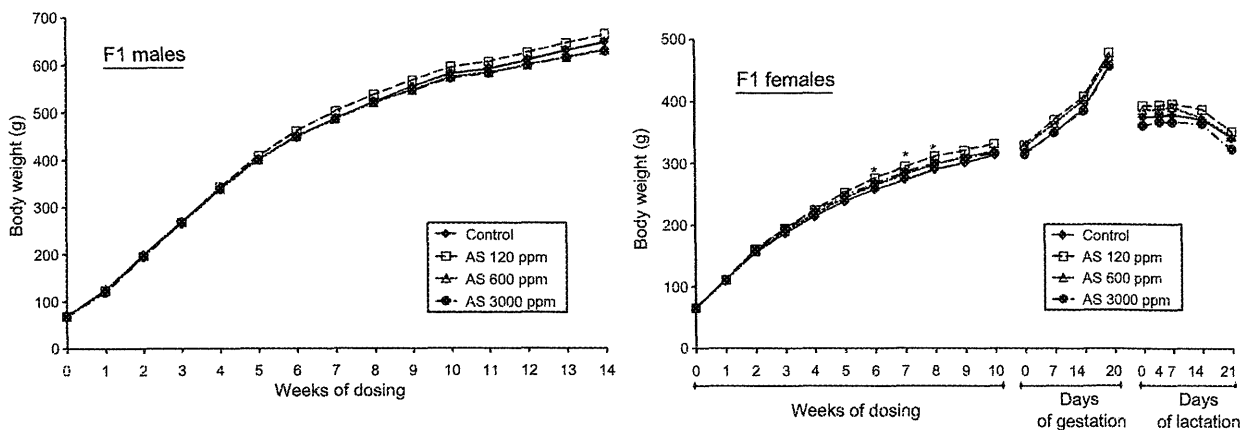 700
600
500
400
300
200
100
0
Body weight (g)
F1 males
Control
AS 120 ppm
AS 600 ppm
AS 3000 ppm
0 1 2 3 4 5 6 7 8 9 10 11 12 13 14
Weeks of dosing
500
400
300
200
100
0
Body weight (g)
F1 females
* * *
Control
AS 120 ppm
AS 600 ppm
AS 3000 ppm
0 1 2 3 4 5 6 7 8 9 10
0 7 14 20
0 4 7 14 21
Weeks of dosing
Days
of gestation
Days
of lactation